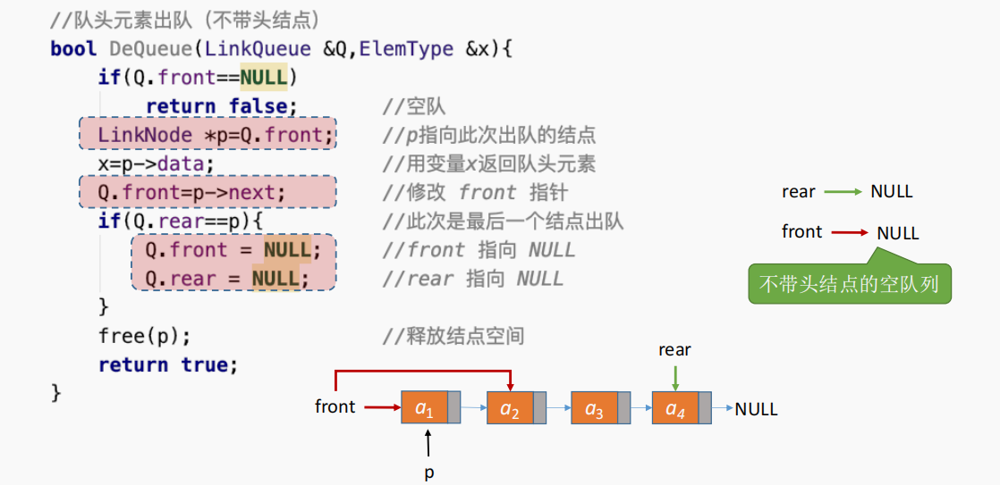 //队头元素出队（不带头结点）
bool DeQueue(LinkQueue &Q,ElemType &x){
if(Q.front==NULL)
return false; //空队
LinkNode *p=Q.front; //p指向此次出队的结点
x=p->data; //用变量x返回队头元素
Q.front=p->next; //修改 front 指针
if(Q.rear==p){ //此次是最后一个结点出队
Q.front = NULL; //front 指向 NULL
Q.rear = NULL; //rear 指向 NULL
}
free(p); //释放结点空间
return true;
}
rear NULL
front NULL
不带头结点的空队列
rear
front a1 a2 a3 a4 NULL
p